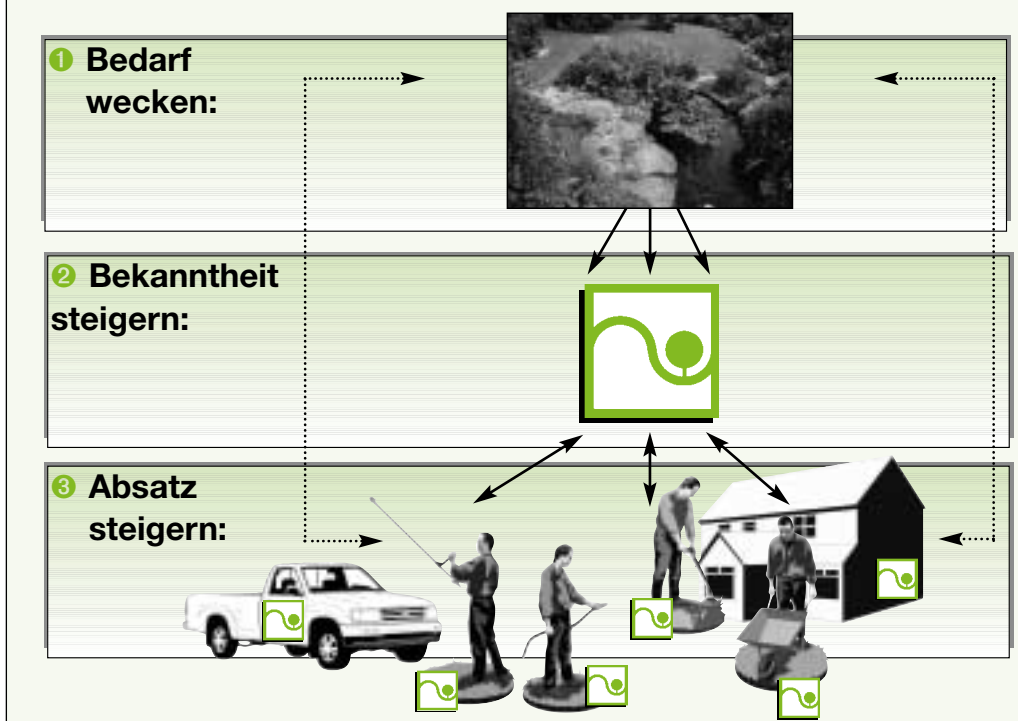 ❶ Bedarf
wecken:
❷ Bekanntheit
steigern:
❸ Absatz
steigern: